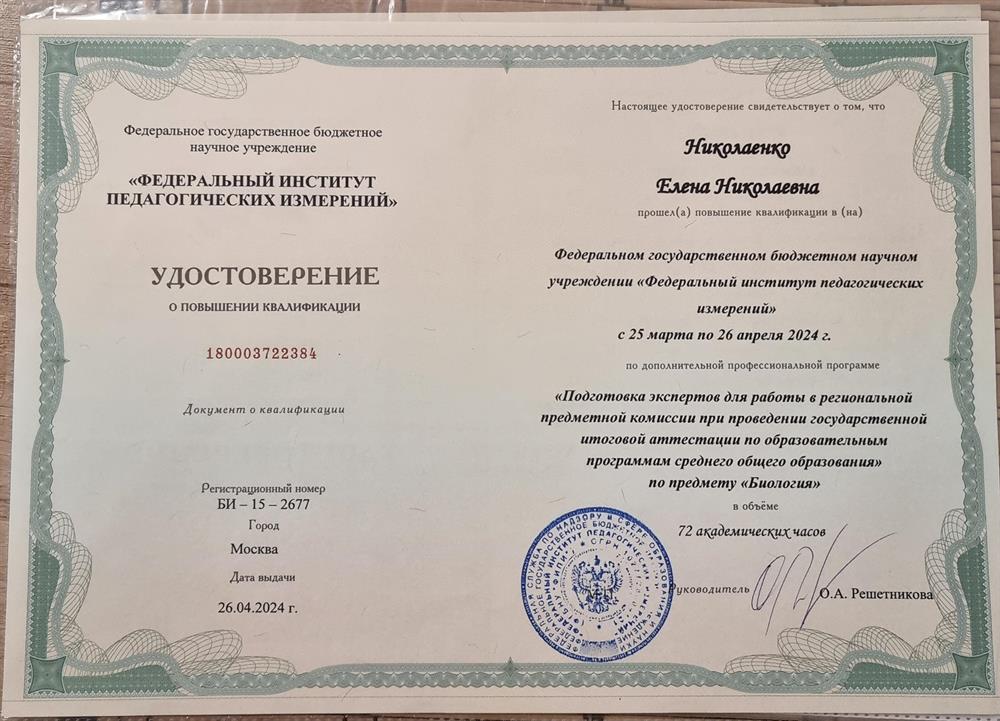 Федеральное государственное бюджетное
научное учреждение
«ФЕДЕРАЛЬНЫЙ ИНСТИТУТ
ПЕДАГОГИЧЕСКИХ ИЗМЕРЕНИЙ»
УДОСТОВЕРЕНИЕ
О ПОВЫШЕНИИ КВАЛИФИКАЦИИ
180003722384
Документ о квалификации
Регистрационный номер
БИ – 15 – 2677
Город
Москва
Дата выдачи
26.04.2024 г.
Настоящее удостоверение свидетельствует о том, что
Николаенко
Елена Николаевна
прошел(а) повышение квалификации в (на)
Федеральном государственном бюджетном научном
учреждении «Федеральный институт педагогических
измерений»
с 25 марта по 26 апреля 2024 г.
по дополнительной профессиональной программе
«Подготовка экспертов для работы в региональной
предметной комиссии при проведении государственной
итоговой аттестации по образовательным
программам среднего общего образования»
по предмету «Биология»
в объёме
72 академических часов
Руководитель
О.А. Решетникова